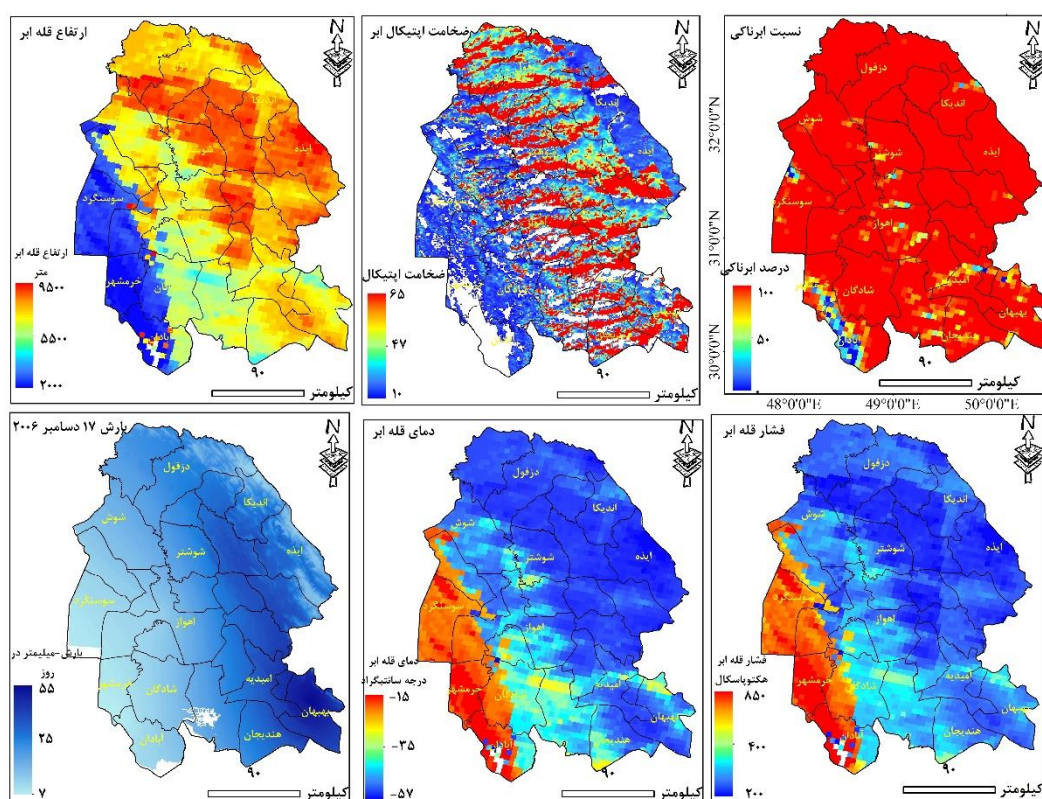 ارتفاع قله ابر
N
دزفول
اندیکا
ایذه
سوسنگرد
خرمشهر
آبادان
ارتفاع قله ابر
متر
۹۵۰۰
۵۵۰۰
۲۰۰۰
۹۰
کیلومتر
ضخامت اپتیکال ابر
N
اندیکا
ایذه
ضخامت اپتیکال
۶۵
۴۷
۱۰
۹۰
کیلومتر
نسبت ابرناکی
N
دزفول
اندیکا
شوش
ایذه
شوشتر
سوسنگرد
اهواز
شادگان
امیدیه
بهبهان
هندیجان
آبادان
درصد ابرناکی
۱۰۰
۵۰
۹۰
کیلومتر
32°0'0"N
31°0'0"N
30°0'0"N
48°0'0"E
49°0'0"E
50°0'0"E
بارش ۱۷ دسامبر ۲۰۰۶
N
دزفول
اندیکا
شوش
ایذه
شوشتر
سوسنگرد
اهواز
خرمشهر
شادگان
امیدیه
بهبهان
آبادان
هندیجان
بارش-میلیمتر در
روز
۵۵
۲۵
۷
۹۰
کیلومتر
دمای قله ابر
N
دزفول
اندیکا
شوش
ایذه
شوشتر
سوسنگرد
اهواز
خرمشهر
شادگان
امیدیه
بهبهان
آبادان
هندیجان
دمای قله ابر
درجه سانتیگراد
-۱۵
-۳۵
-۵۷
۹۰
کیلومتر
فشار قله ابر
N
دزفول
اندیکا
شوش
ایذه
شوشتر
سوسنگرد
اهواز
خرمشهر
شادگان
امیدیه
بهبهان
آبادان
هندیجان
فشار قله ابر
هکتوپاسکال
۸۵۰
۴۰۰
۲۰۰
۹۰
کیلومتر